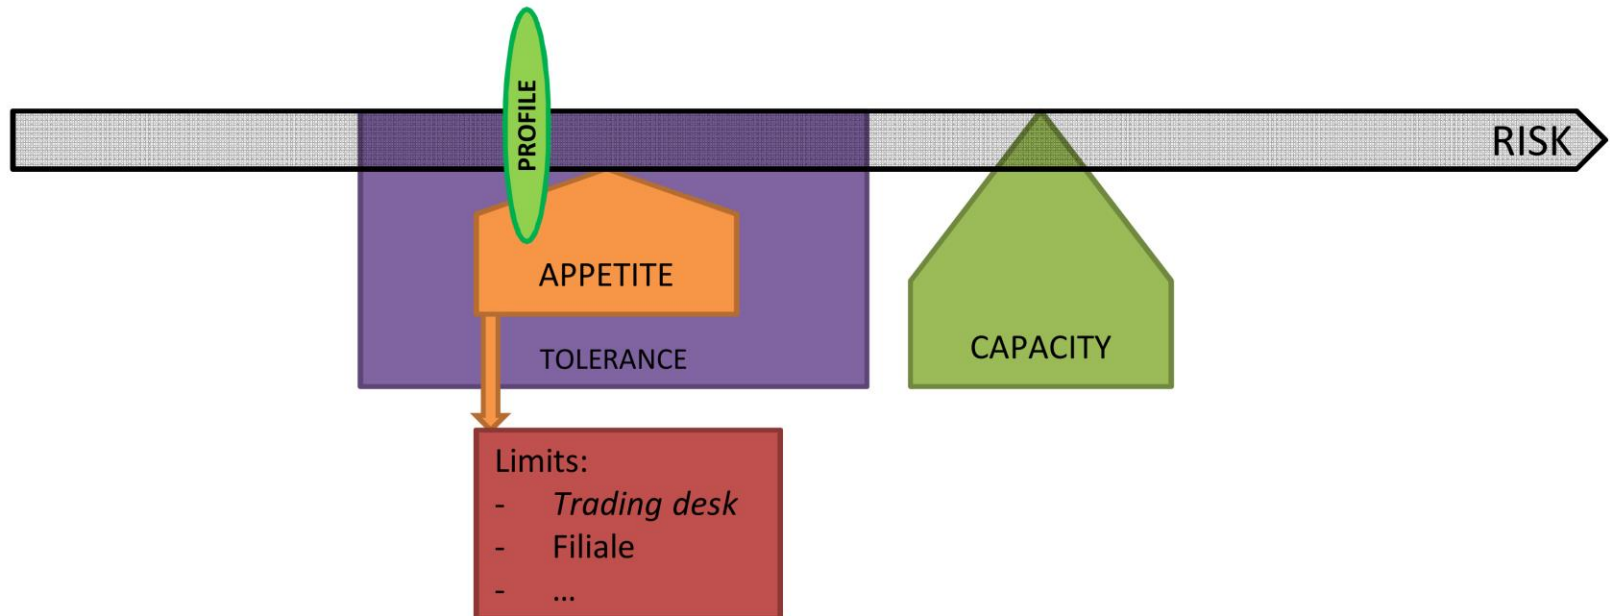 PROFILE
RISK
APPETITE
TOLERANCE
CAPACITY
Limits:
- Trading desk
- Filiale
- ...